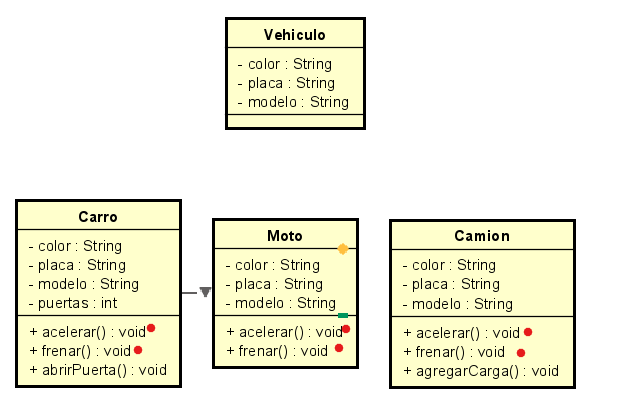 Vehiculo
- color : String
- placa : String
- modelo : String
Carro
- color : String
- placa : String
- modelo : String
- puertas : int
+ acelerar() : void
+ frenar() : void
+ abrirPuerta() : void
Moto
- color : String
- placa : String
- modelo : String
+ acelerar() : void
+ frenar() : void
Camion
- color : String
- placa : String
- modelo : String
+ acelerar() : void
+ frenar() : void
+ agregarCarga() : void